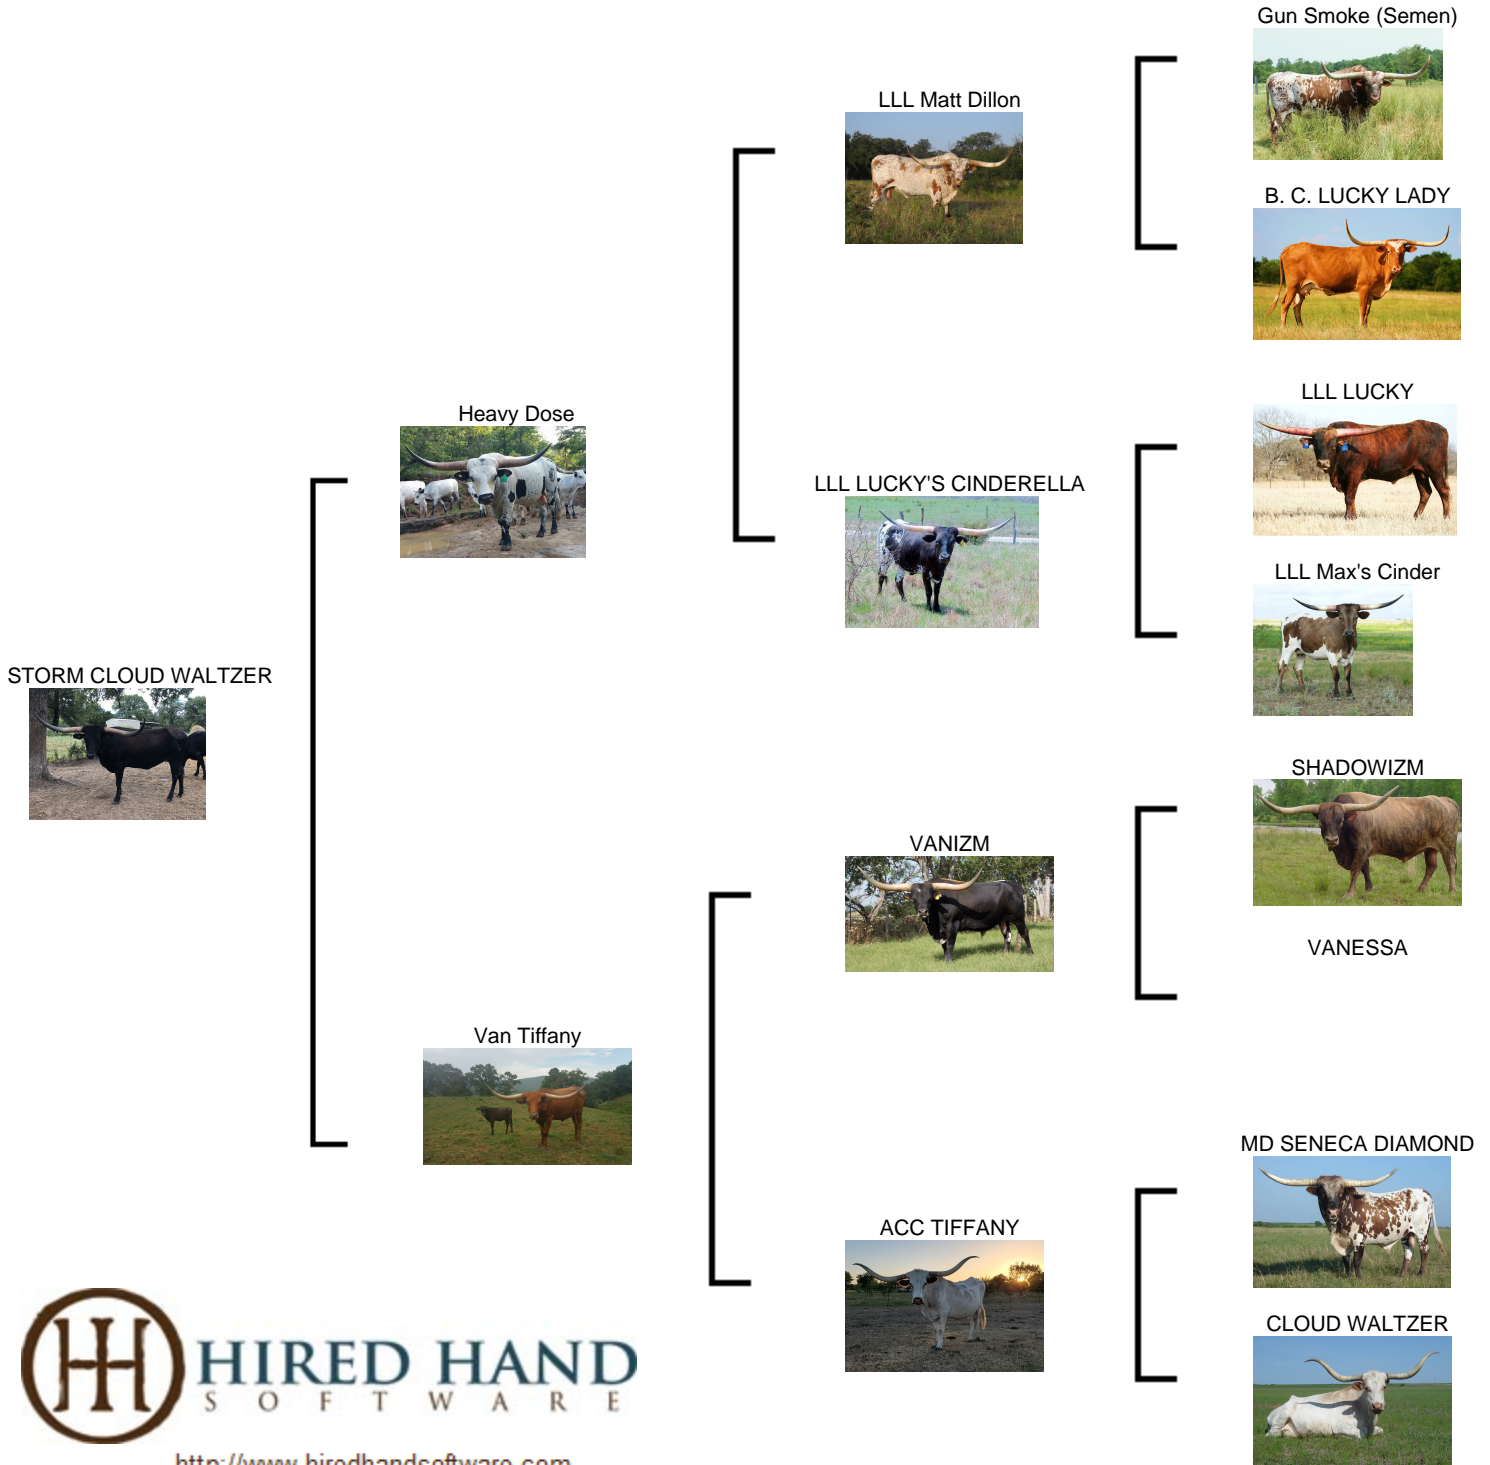 Gun Smoke (Semen)
LLL Matt Dillon
B. C. LUCKY LADY
LLL LUCKY
Heavy Dose
LLL LUCKY'S CINDERELLA
LLL Max's Cinder
STORM CLOUD WALTZER
SHADOWIZM
VANIZM
VANESSA
Van Tiffany
MD SENECA DIAMOND
ACC TIFFANY
CLOUD WALTZER
HIRED HAND
SOFTWARE
http://www.hiredhandsoftware.com